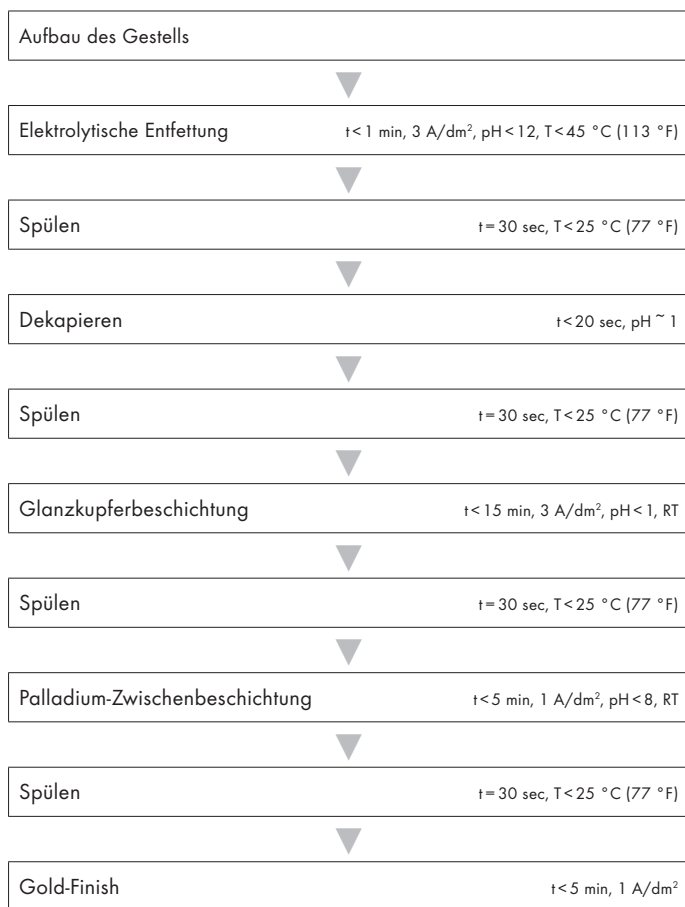 Aufbau des Gestells
Elektrolytische Entfettung t < 1 min, 3 A/dm², pH < 12, T < 45 °C (113 °F)
Spülen t = 30 sec, T < 25 °C (77 °F)
Dekapieren t < 20 sec, pH ~ 1
Spülen t = 30 sec, T < 25 °C (77 °F)
Glanzkupferbeschichtung t < 15 min, 3 A/dm², pH < 1, RT
Spülen t = 30 sec, T < 25 °C (77 °F)
Palladium-Zwischenbeschichtung t < 5 min, 1 A/dm², pH < 8, RT
Spülen t = 30 sec, T < 25 °C (77 °F)
Gold-Finish t < 5 min, 1 A/dm²